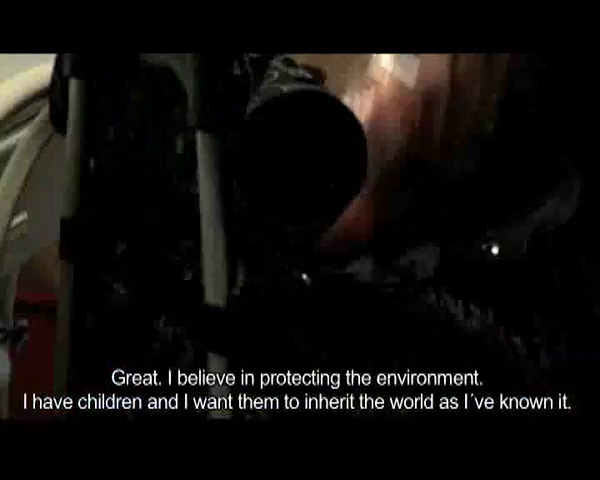 Great. I believe in protecting the environment.
I have children and I want them to inherit the world as I´ve known it.